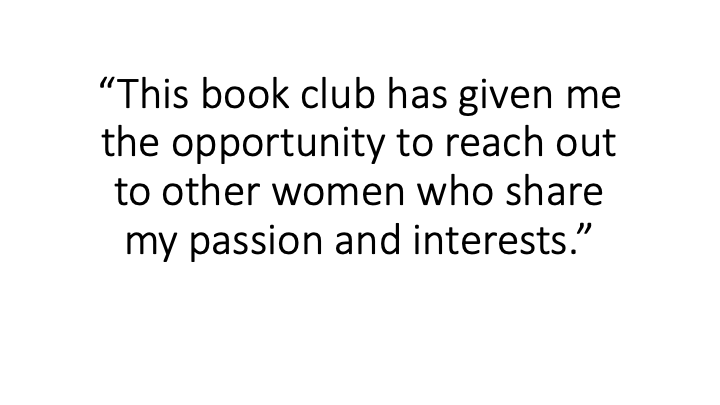 “This book club has given me
the opportunity to reach out
to other women who share
my passion and interests.”